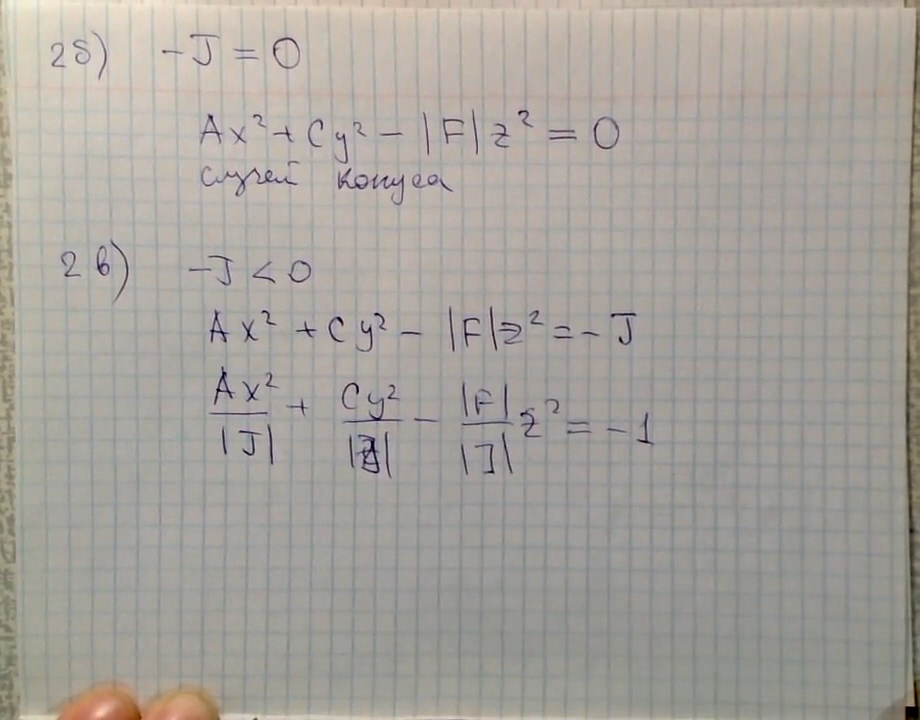 2б) -J = 0
Ax² + Cy² - |F|z² = 0
случай конуса
2в) -J < 0
Ax² + Cy² - |F|z² = - J
Ax²/|J| + Cy²/|J| - |F|/|J| z² = -1